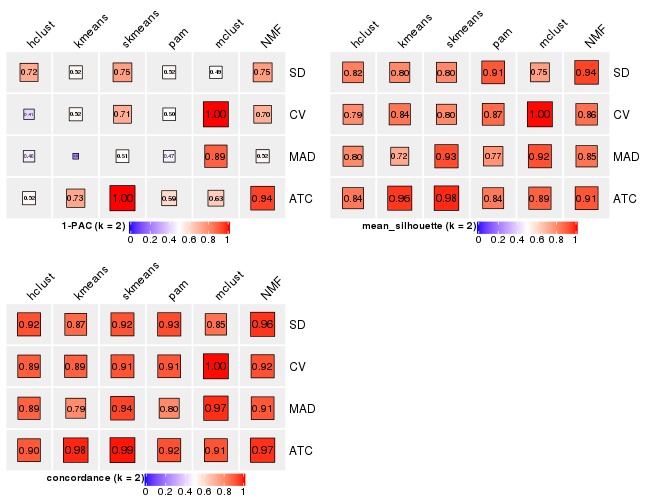 hclust kmeans skmeans pam mclust NMF
0.72 0.52 0.75 0.52 0.49 0.75 SD
0.41 0.52 0.71 0.50 1.00 0.70 CV
0.46 0.51 0.47 0.89 0.52 MAD
0.52 0.73 1.00 0.59 0.63 0.94 ATC
1-PAC (k = 2)
0 0.2 0.4 0.6 0.8 1
hclust kmeans skmeans pam mclust NMF
0.82 0.80 0.80 0.91 0.75 0.94 SD
0.79 0.84 0.80 0.87 1.00 0.86 CV
0.80 0.72 0.93 0.77 0.92 0.85 MAD
0.84 0.96 0.98 0.84 0.89 0.91 ATC
mean_silhouette (k = 2)
0 0.2 0.4 0.6 0.8 1
hclust kmeans skmeans pam mclust NMF
0.92 0.87 0.92 0.93 0.85 0.96 SD
0.89 0.89 0.91 0.91 1.00 0.92 CV
0.89 0.79 0.94 0.80 0.97 0.91 MAD
0.90 0.98 0.99 0.92 0.91 0.97 ATC
concordance (k = 2)
0 0.2 0.4 0.6 0.8 1